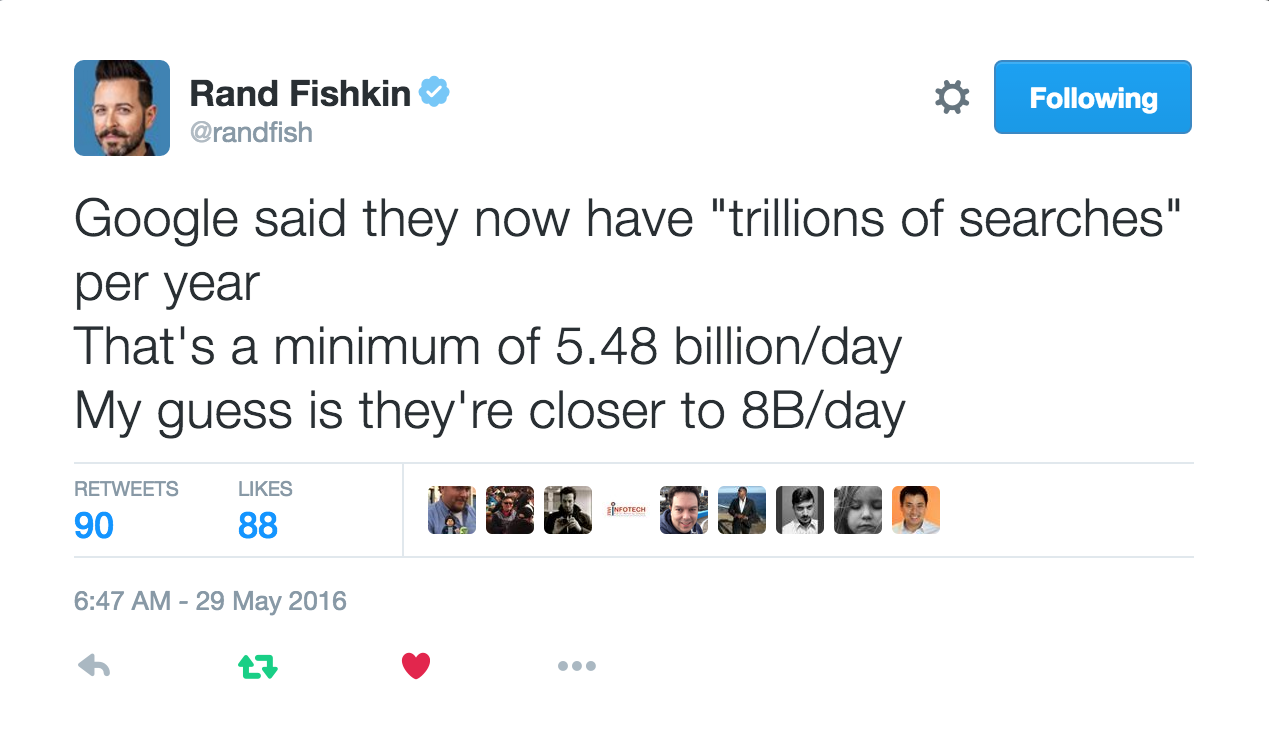 Rand Fishkin
@randfish
Following
Google said they now have "trillions of searches"
per year
That's a minimum of 5.48 billion/day
My guess is they're closer to 8B/day
RETWEETS
90
LIKES
88
INFOTECH
6:47 AM - 29 May 2016